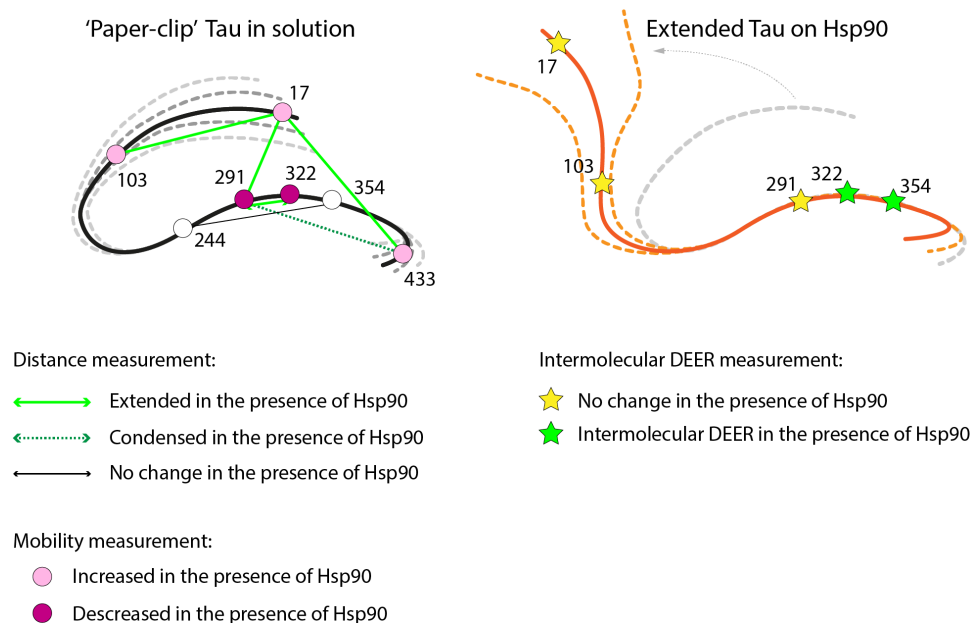 'Paper-clip' Tau in solution
17
103
291
322
354
244
433
Extended Tau on Hsp90
17
103
291
322
354
Distance measurement:
Extended in the presence of Hsp90
Condensed in the presence of Hsp90
No change in the presence of Hsp90
Mobility measurement:
Increased in the presence of Hsp90
Descreased in the presence of Hsp90
Intermolecular DEER measurement:
No change in the presence of Hsp90
Intermolecular DEER in the presence of Hsp90